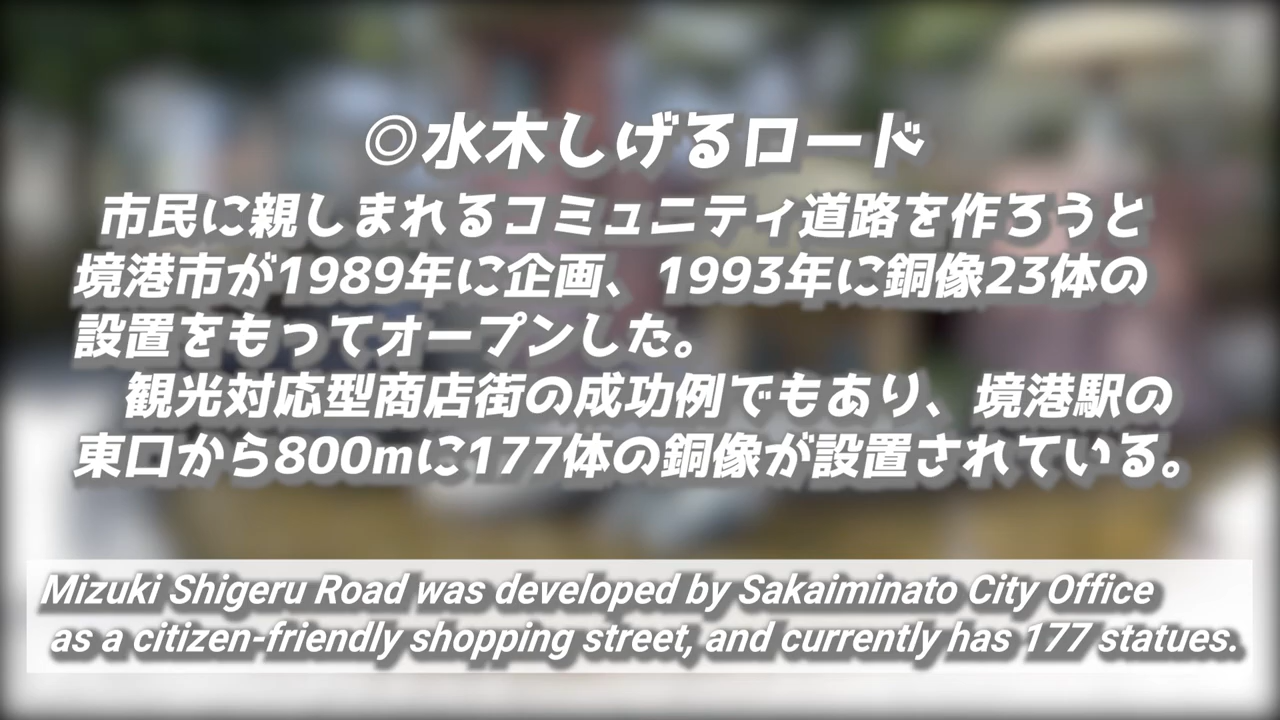 ◎水木しげるロード
市民に親しまれるコミュニティ道路を作ろうと
境港市が1989年に企画、1993年に銅像23体の
設置をもってオープンした。
観光対応型商店街の成功例でもあり、境港駅の
東口から800mに177体の銅像が設置されている。
Mizuki Shigeru Road was developed by Sakaiminato City Office
as a citizen-friendly shopping street, and currently has 177 statues.